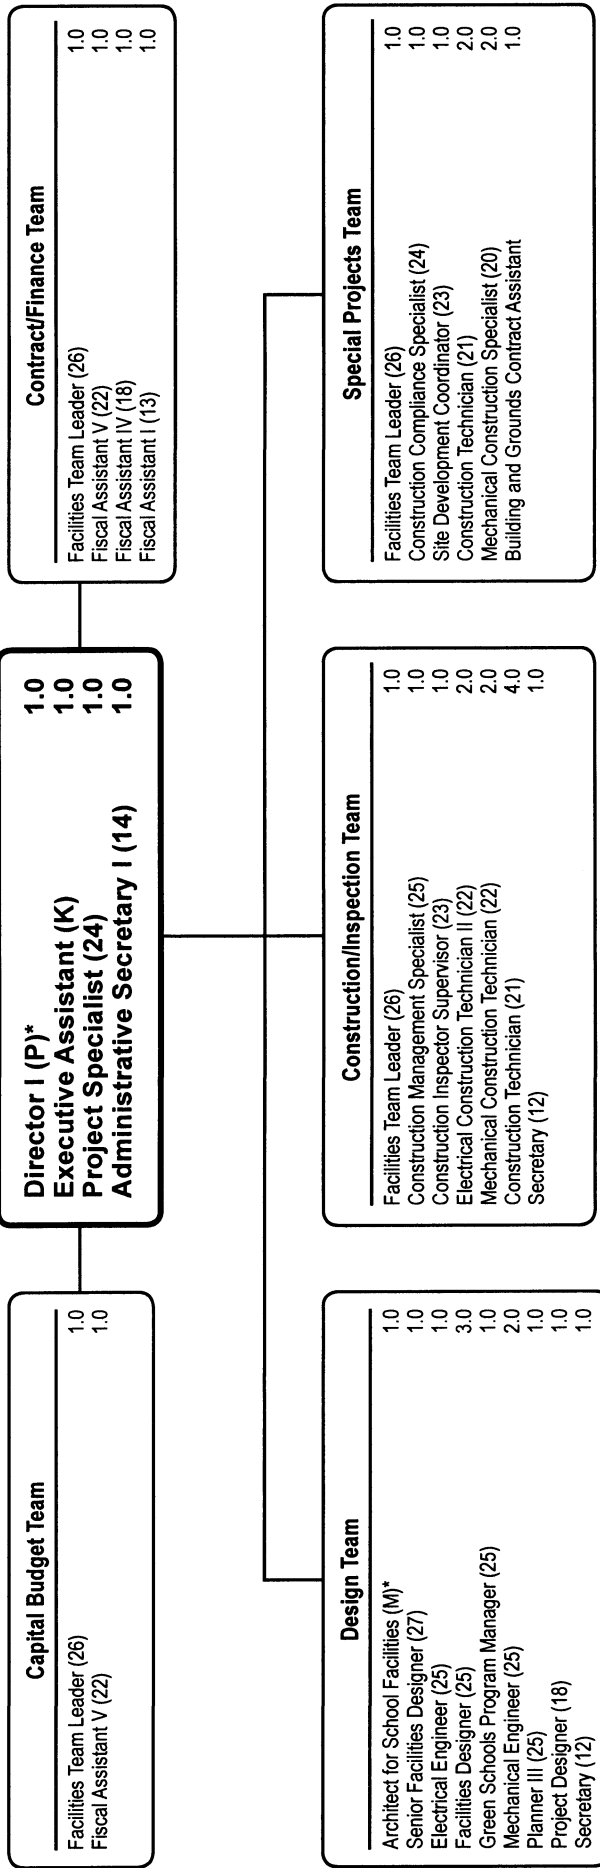 Director I (P)* 1.0
Executive Assistant (K) 1.0
Project Specialist (24) 1.0
Administrative Secretary I (14) 1.0
Capital Budget Team
Facilities Team Leader (26) 1.0
Fiscal Assistant V (22) 1.0
Contract/Finance Team
Facilities Team Leader (26) 1.0
Fiscal Assistant V (22) 1.0
Fiscal Assistant IV (18) 1.0
Fiscal Assistant I (13) 1.0
Design Team
Architect for School Facilities (M)* 1.0
Senior Facilities Designer (27) 1.0
Electrical Engineer (25) 1.0
Facilities Designer (25) 3.0
Green Schools Program Manager (25) 1.0
Mechanical Engineer (25) 2.0
Planner III (25) 1.0
Project Designer (18) 1.0
Secretary (12) 1.0
Construction/Inspection Team
Facilities Team Leader (26) 1.0
Construction Management Specialist (25) 1.0
Construction Inspector Supervisor (23) 1.0
Electrical Construction Technician II (22) 2.0
Mechanical Construction Technician (22) 2.0
Construction Technician (21) 4.0
Secretary (12) 1.0
Special Projects Team
Facilities Team Leader (26) 1.0
Construction Compliance Specialist (24) 1.0
Site Development Coordinator (23) 1.0
Construction Technician (21) 2.0
Mechanical Construction Specialist (20) 2.0
Building and Grounds Contract Assistant 1.0